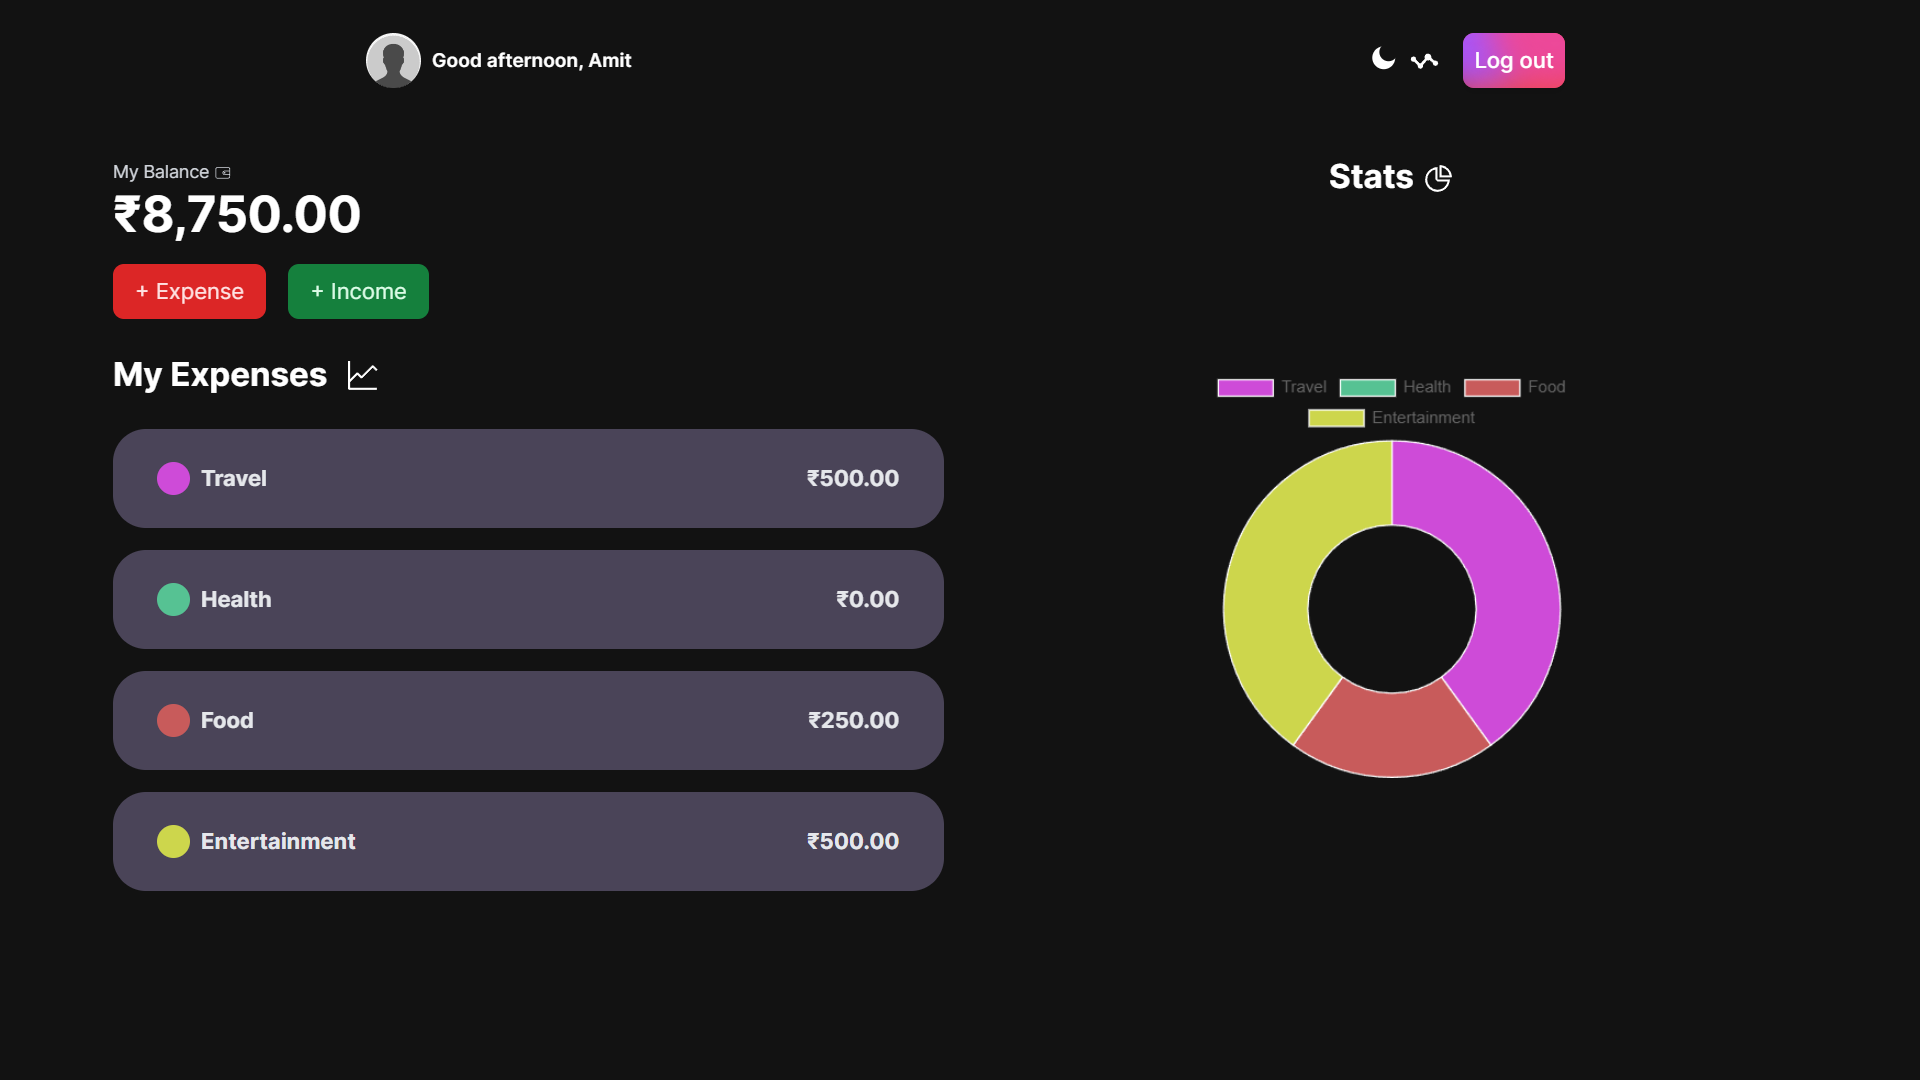 Good afternoon, Amit
Log out
My Balance
₹8,750.00
+ Expense
+ Income
My Expenses
Travel
₹500.00
Health
₹0.00
Food
₹250.00
Entertainment
₹500.00
Stats
Travel Health Food
Entertainment